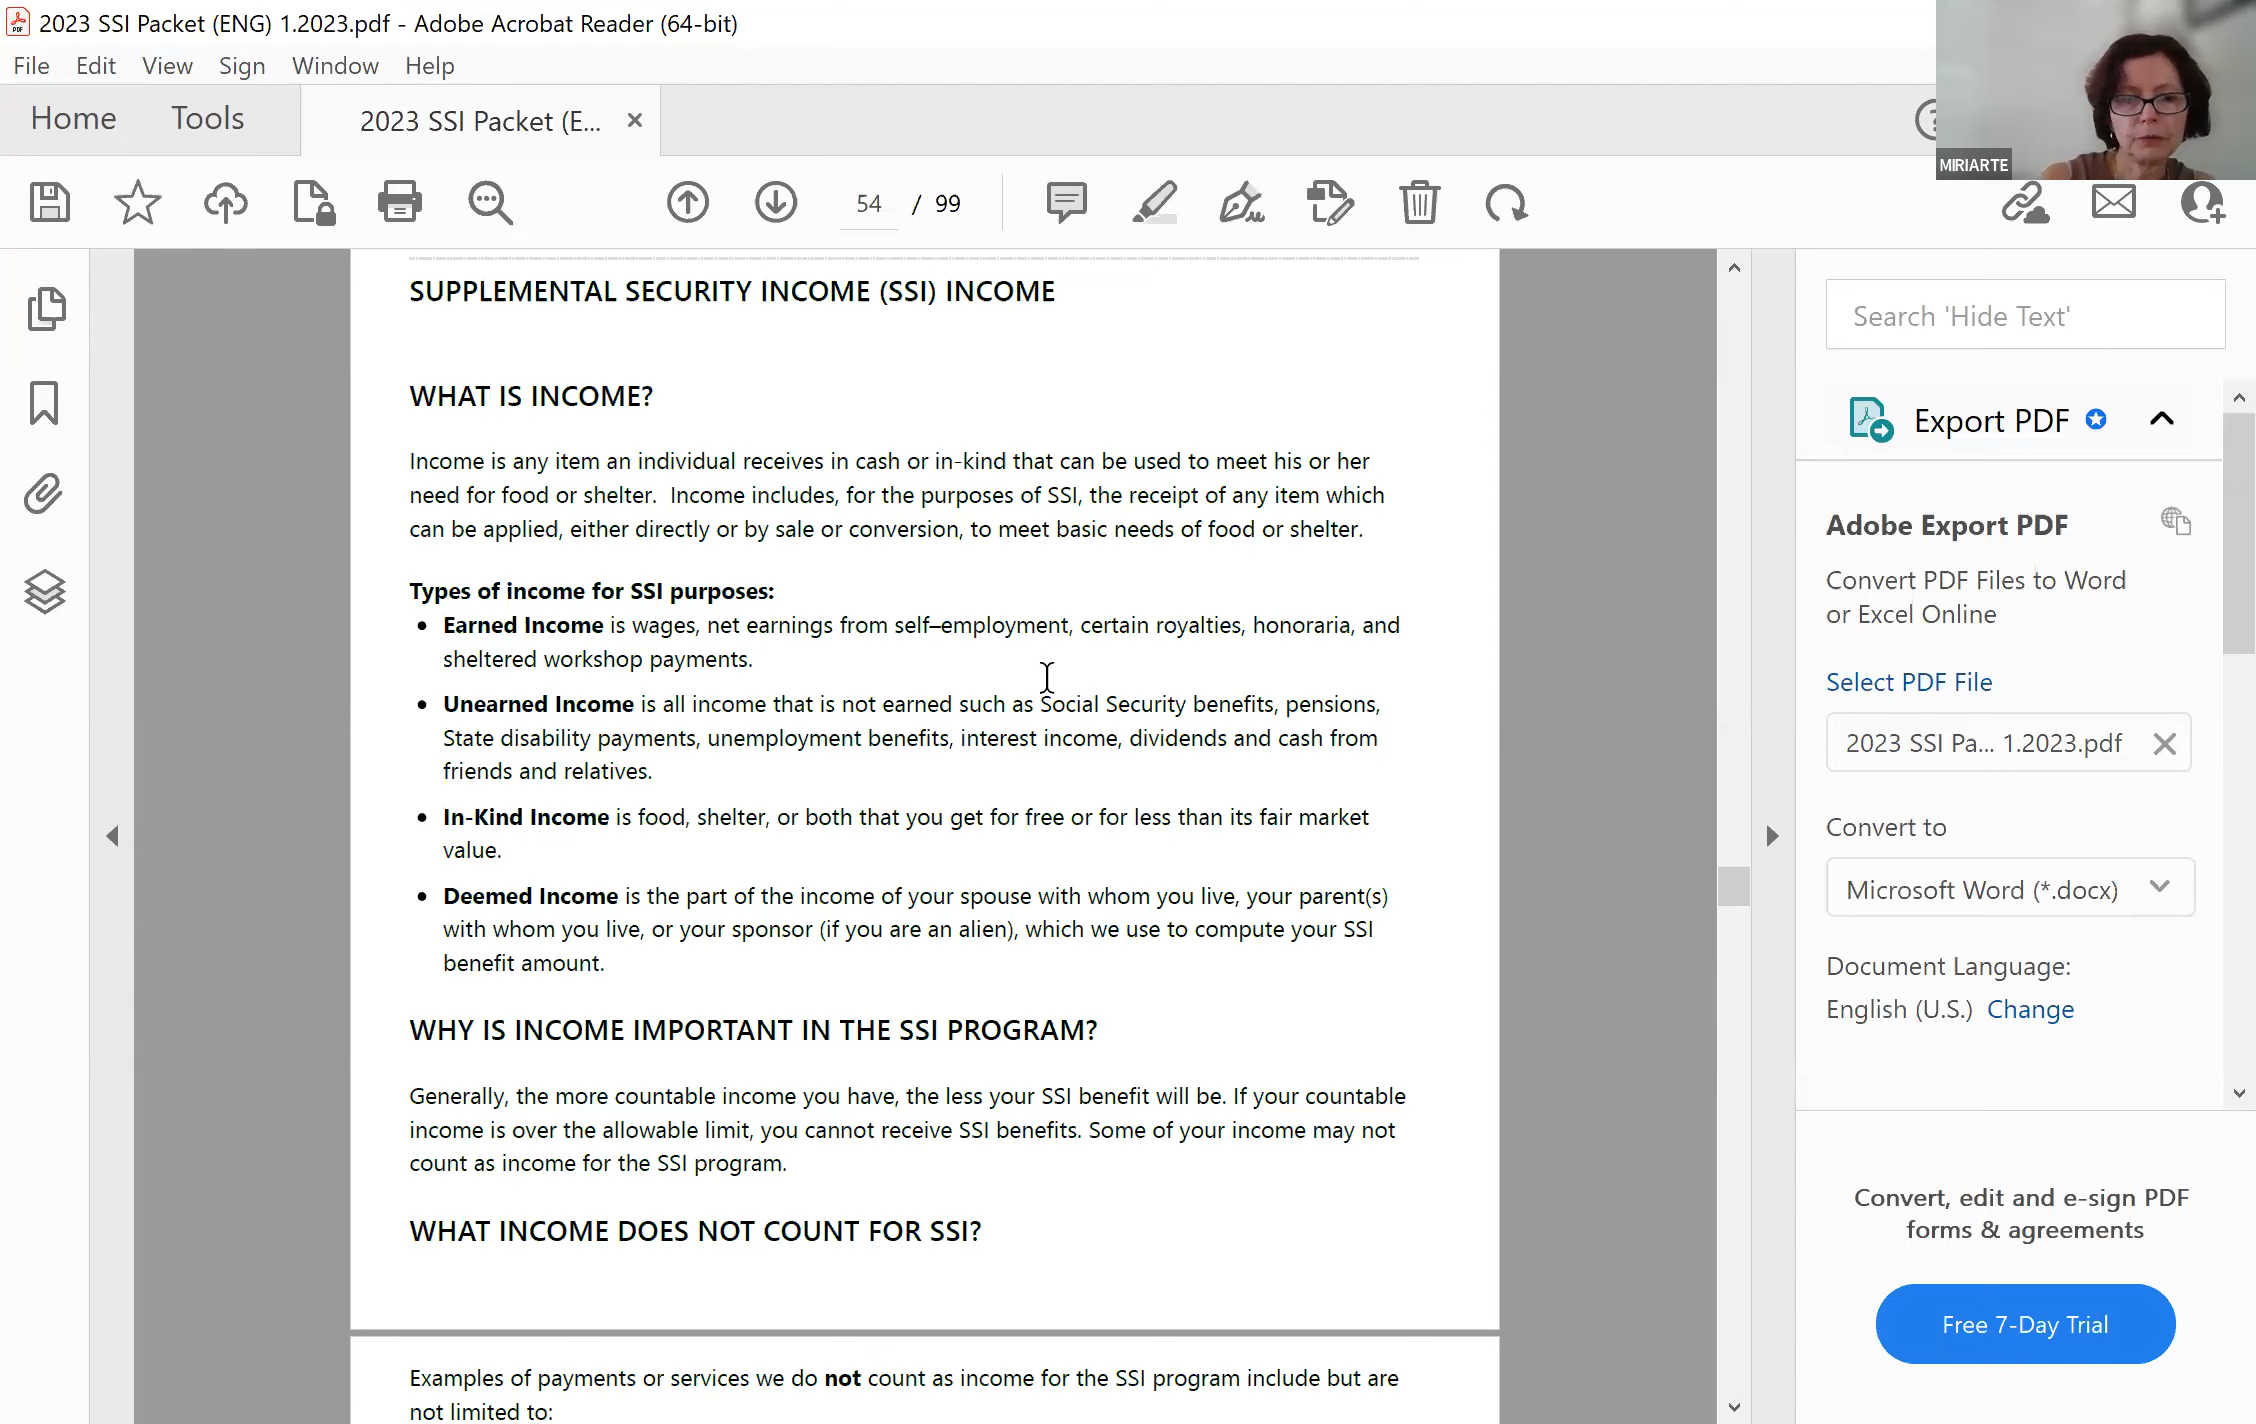 2023 SSI Packet (ENG) 1.2023.pdf - Adobe Acrobat Reader (64-bit)
File Edit View Sign Window Help
Home Tools 2023 SSI Packet (E...
MIRIARTE
54 / 99
SUPPLEMENTAL SECURITY INCOME (SSI) INCOME
WHAT IS INCOME?
Income is any item an individual receives in cash or in-kind that can be used to meet his or her
need for food or shelter.  Income includes, for the purposes of SSI, the receipt of any item which
can be applied, either directly or by sale or conversion, to meet basic needs of food or shelter.
Types of income for SSI purposes:
• Earned Income is wages, net earnings from self–employment, certain royalties, honoraria, and
sheltered workshop payments.
• Unearned Income is all income that is not earned such as Social Security benefits, pensions,
State disability payments, unemployment benefits, interest income, dividends and cash from
friends and relatives.
• In-Kind Income is food, shelter, or both that you get for free or for less than its fair market
value.
• Deemed Income is the part of the income of your spouse with whom you live, your parent(s)
with whom you live, or your sponsor (if you are an alien), which we use to compute your SSI
benefit amount.
WHY IS INCOME IMPORTANT IN THE SSI PROGRAM?
Generally, the more countable income you have, the less your SSI benefit will be. If your countable
income is over the allowable limit, you cannot receive SSI benefits. Some of your income may not
count as income for the SSI program.
WHAT INCOME DOES NOT COUNT FOR SSI?
Examples of payments or services we do not count as income for the SSI program include but are
not limited to:
Search 'Hide Text'
Export PDF
Adobe Export PDF
Convert PDF Files to Word
or Excel Online
Select PDF File
2023 SSI Pa... 1.2023.pdf
Convert to
Microsoft Word (*.docx)
Document Language:
English (U.S.) Change
Convert, edit and e-sign PDF
forms & agreements
Free 7-Day Trial